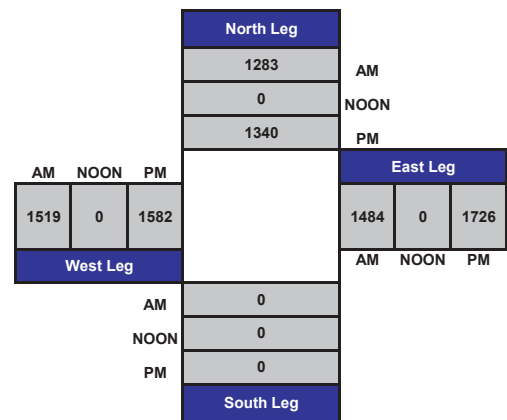 North Leg
1283 AM
0 NOON
1340 PM
AM NOON PM
East Leg
1519 0 1582
1484 0 1726
West Leg
AM NOON PM
AM 0
NOON 0
PM 0
South Leg